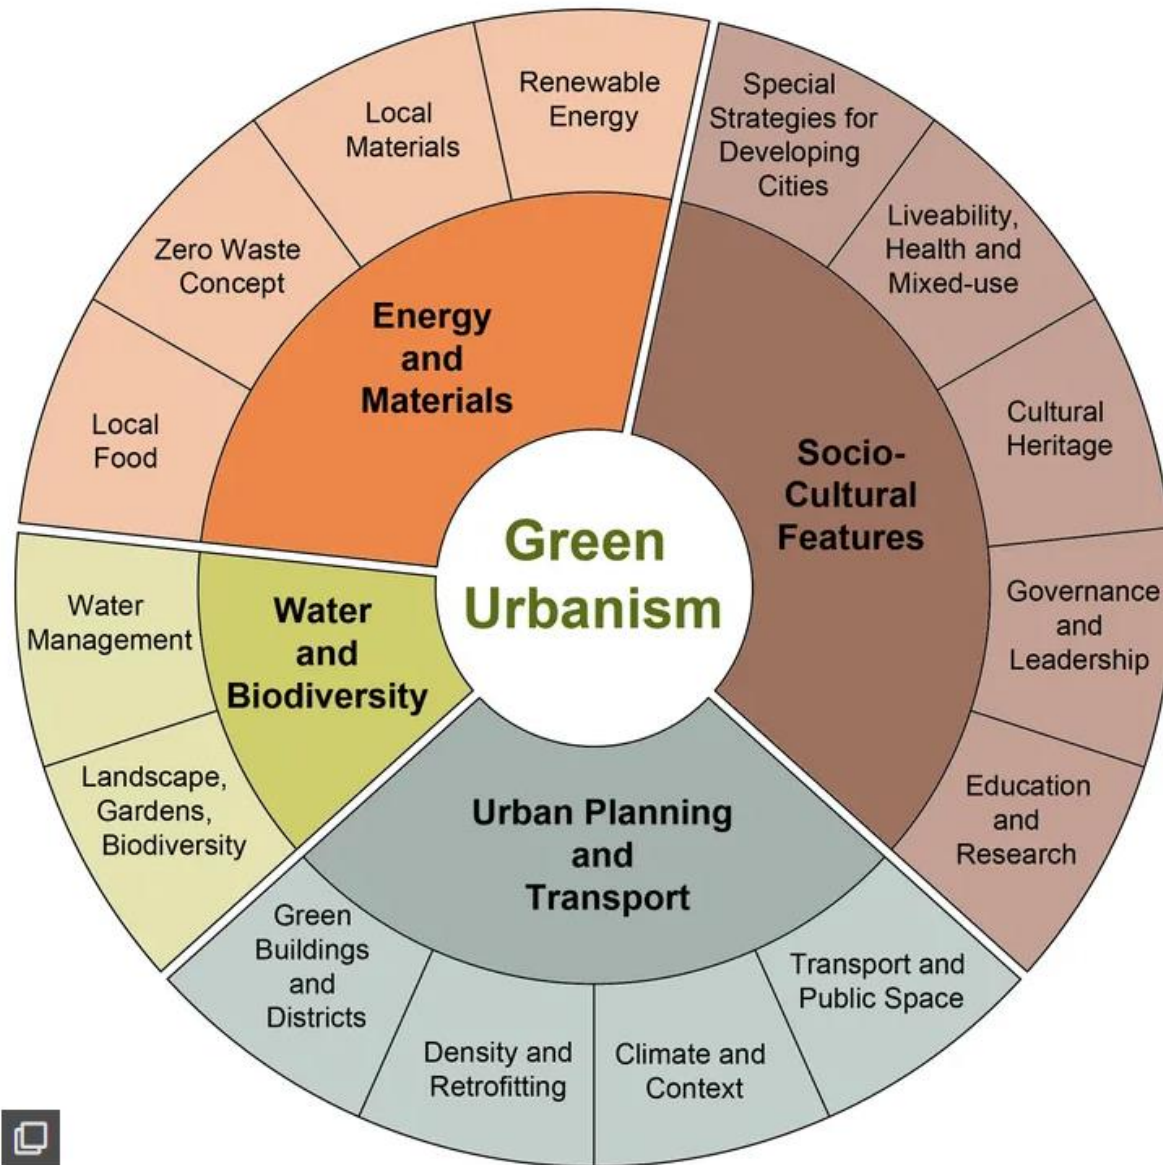 Green
Urbanism
Energy
and
Materials
Renewable
Energy
Local
Materials
Zero Waste
Concept
Local
Food
Water
and
Biodiversity
Water
Management
Landscape,
Gardens,
Biodiversity
Urban Planning
and
Transport
Green
Buildings
and
Districts
Density and
Retrofitting
Climate and
Context
Transport and
Public Space
Socio-
Cultural
Features
Special
Strategies for
Developing
Cities
Liveability,
Health and
Mixed-use
Cultural
Heritage
Governance
and
Leadership
Education
and
Research